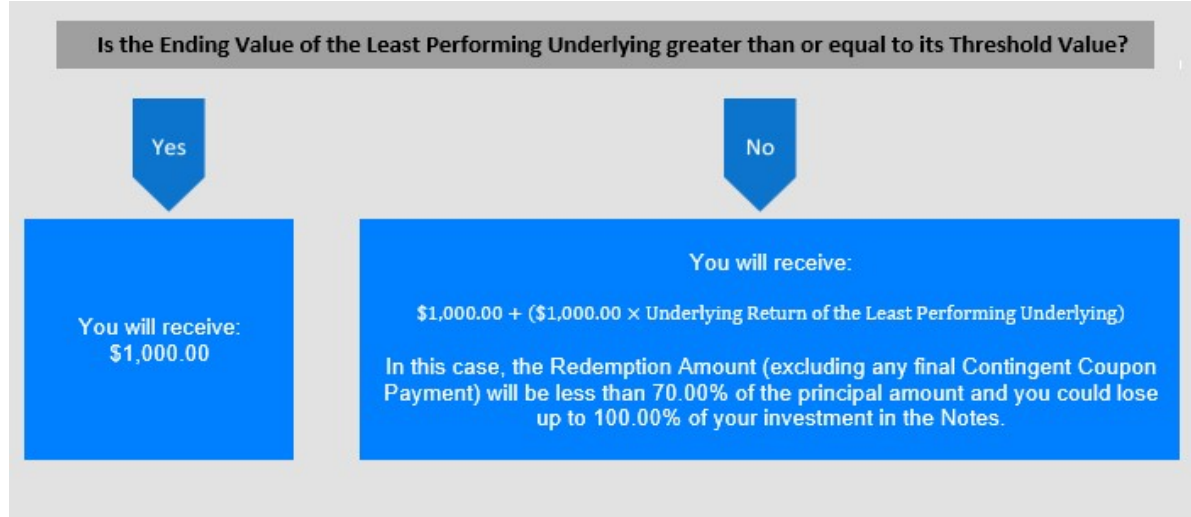 Is the Ending Value of the Least Performing Underlying greater than or equal to its Threshold Value?
Yes
No
You will receive:
$1,000.00
You will receive:
$1,000.00 + ($1,000.00 × Underlying Return of the Least Performing Underlying)
In this case, the Redemption Amount (excluding any final Contingent Coupon
Payment) will be less than 70.00% of the principal amount and you could lose
up to 100.00% of your investment in the Notes.